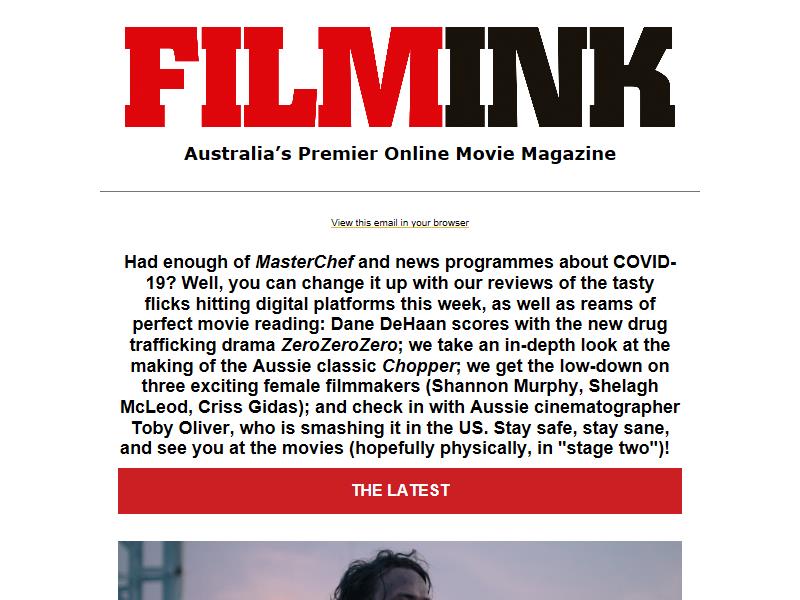 FILMINK
Australia’s Premier Online Movie Magazine
View this email in your browser
Had enough of MasterChef and news programmes about COVID-
19? Well, you can change it up with our reviews of the tasty
flicks hitting digital platforms this week, as well as reams of
perfect movie reading: Dane DeHaan scores with the new drug
trafficking drama ZeroZeroZero; we take an in-depth look at the
making of the Aussie classic Chopper; we get the low-down on
three exciting female filmmakers (Shannon Murphy, Shelagh
McLeod, Criss Gidas); and check in with Aussie cinematographer
Toby Oliver, who is smashing it in the US. Stay safe, stay sane,
and see you at the movies (hopefully physically, in "stage two")!
THE LATEST